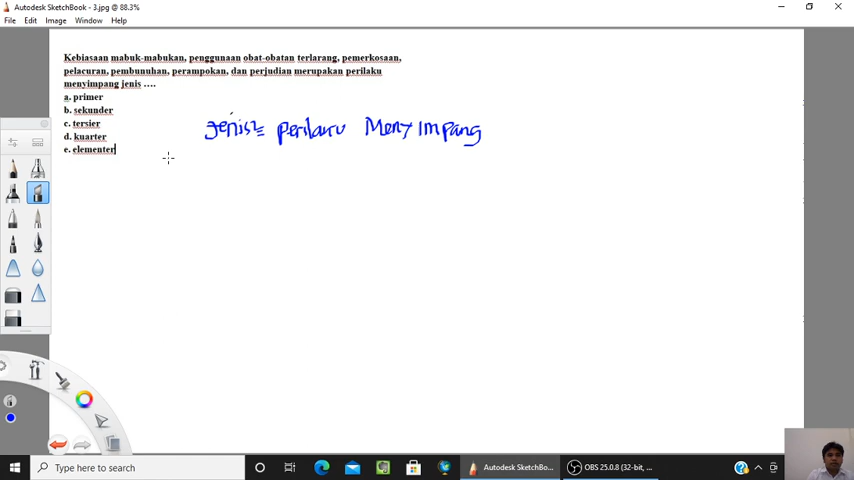 Autodesk SketchBook - 3.jpg @ 88.3%
File Edit Image Window Help
Kebiasaan mabuk-mabukan, penggunaan obat-obatan terlarang, pemerkosaan,
pelacuran, pembunuhan, perampokan, dan perjudian merupakan perilaku
menyimpang jenis ....
a. primer
b. sekunder
c. tersier
d. kuarter
e. elementer
Jenis2 perilaku Menyimpang
Type here to search
Autodesk SketchBo...
OBS 25.0.8 (32-bit, ...